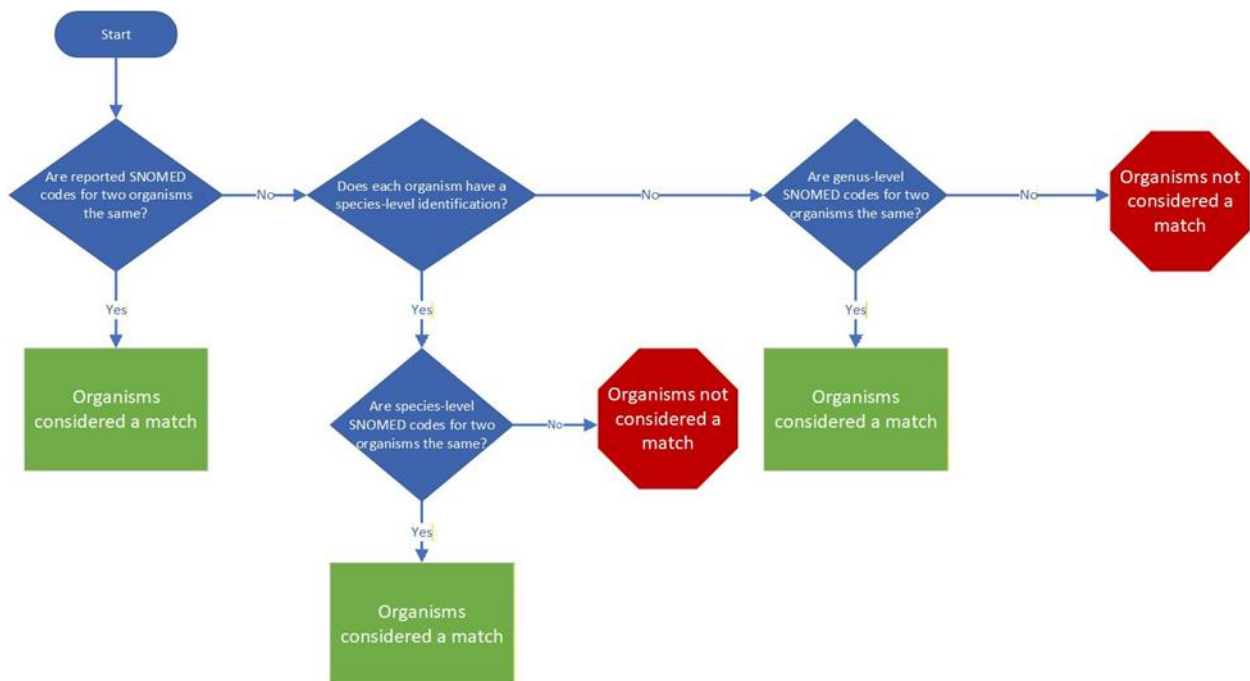 Start
Are reported SNOMED
codes for two organisms
the same?
No
Does each organism have a
species-level identification?
No
Are genus-level
SNOMED codes for two
organisms the same?
No
Organisms not
considered a
match
Yes
Yes
Yes
Organisms
considered a match
Are species-level
SNOMED codes for two
organisms the same?
No
Organisms not
considered a
match
Organisms
considered a match
Yes
Organisms
considered a match